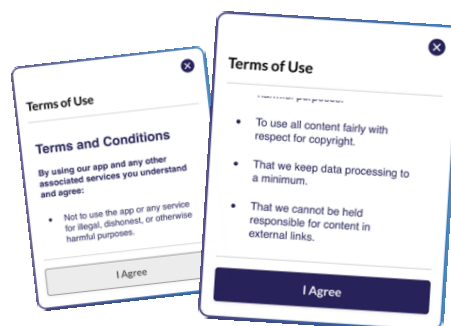 Terms of Use
Terms and Conditions
By using our app and any other
associated services you understand
and agree:
• Not to use the app or any service
for illegal, dishonest, or otherwise
harmful purposes.
I Agree
Terms of Use
harmful purposes.
• To use all content fairly with
respect for copyright.
• That we keep data processing to
a minimum.
• That we cannot be held
responsible for content in
external links.
I Agree